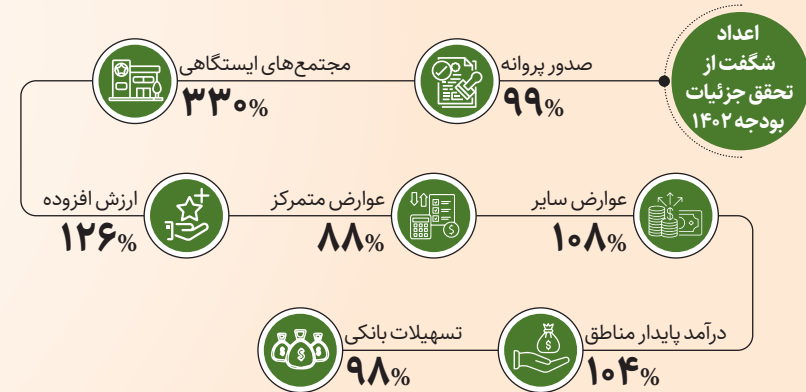 اعداد
شگفت از
تحقق جزئیات
بودجه ۱۴۰۲
صدور پروانه
۹۹%
مجتمع‌های ایستگاهی
۳۳۰%
ارزش افزوده
۱۲۶%
عوارض متمرکز
۸۸%
عوارض سایر
۱۰۸%
درآمد پایدار مناطق
۱۰۴%
تسهیلات بانکی
۹۸%